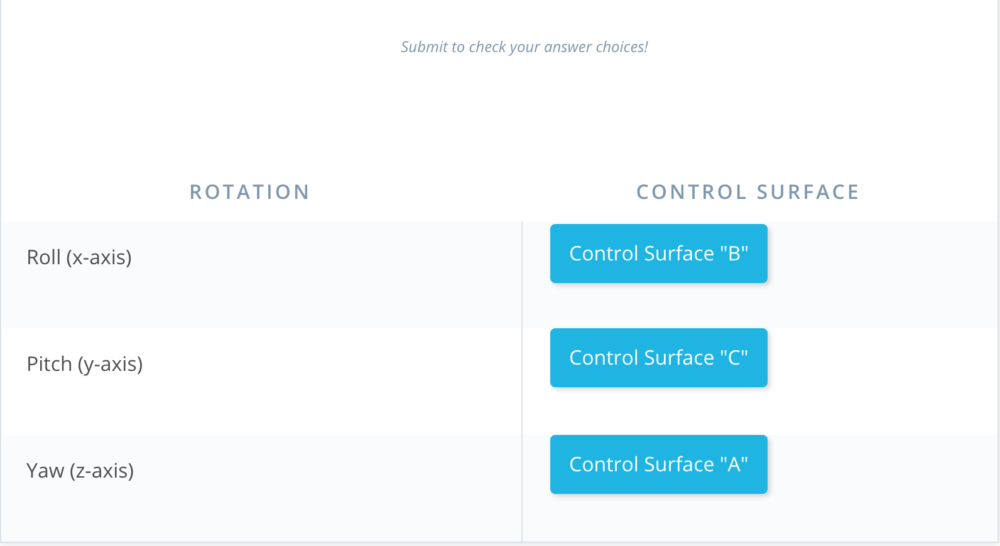 Submit to check your answer choices!
ROTATION
CONTROL SURFACE
Roll (x-axis)
Control Surface "B"
Pitch (y-axis)
Control Surface "C"
Yaw (z-axis)
Control Surface "A"